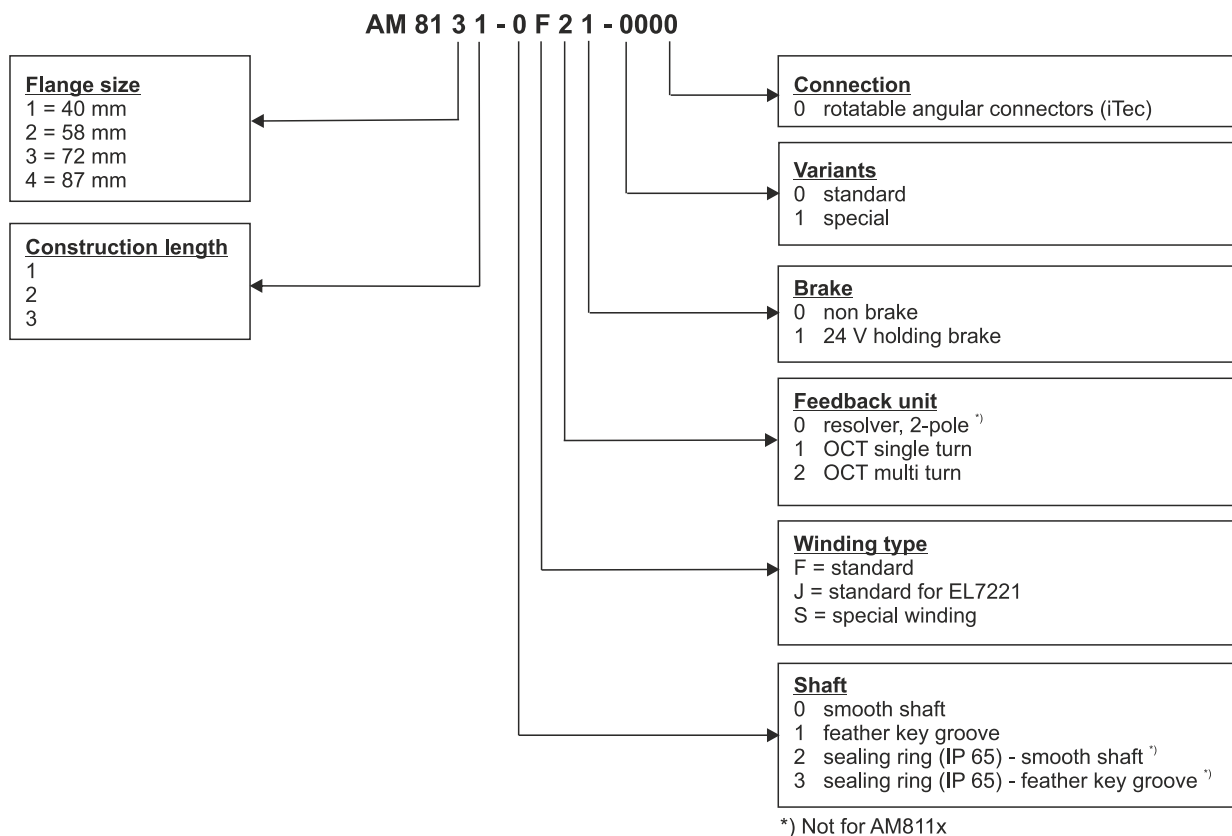 AM 81 3 1 - 0 F 2 1 - 0000
Flange size
1 = 40 mm
2 = 58 mm
3 = 72 mm
4 = 87 mm
Construction length
1
2
3
Connection
0 rotatable angular connectors (iTec)
Variants
0 standard
1 special
Brake
0 non brake
1 24 V holding brake
Feedback unit
0 resolver, 2-pole *)
1 OCT single turn
2 OCT multi turn
Winding type
F = standard
J = standard for EL7221
S = special winding
Shaft
0 smooth shaft
1 feather key groove
2 sealing ring (IP 65) - smooth shaft *)
3 sealing ring (IP 65) - feather key groove *)
*) Not for AM811x